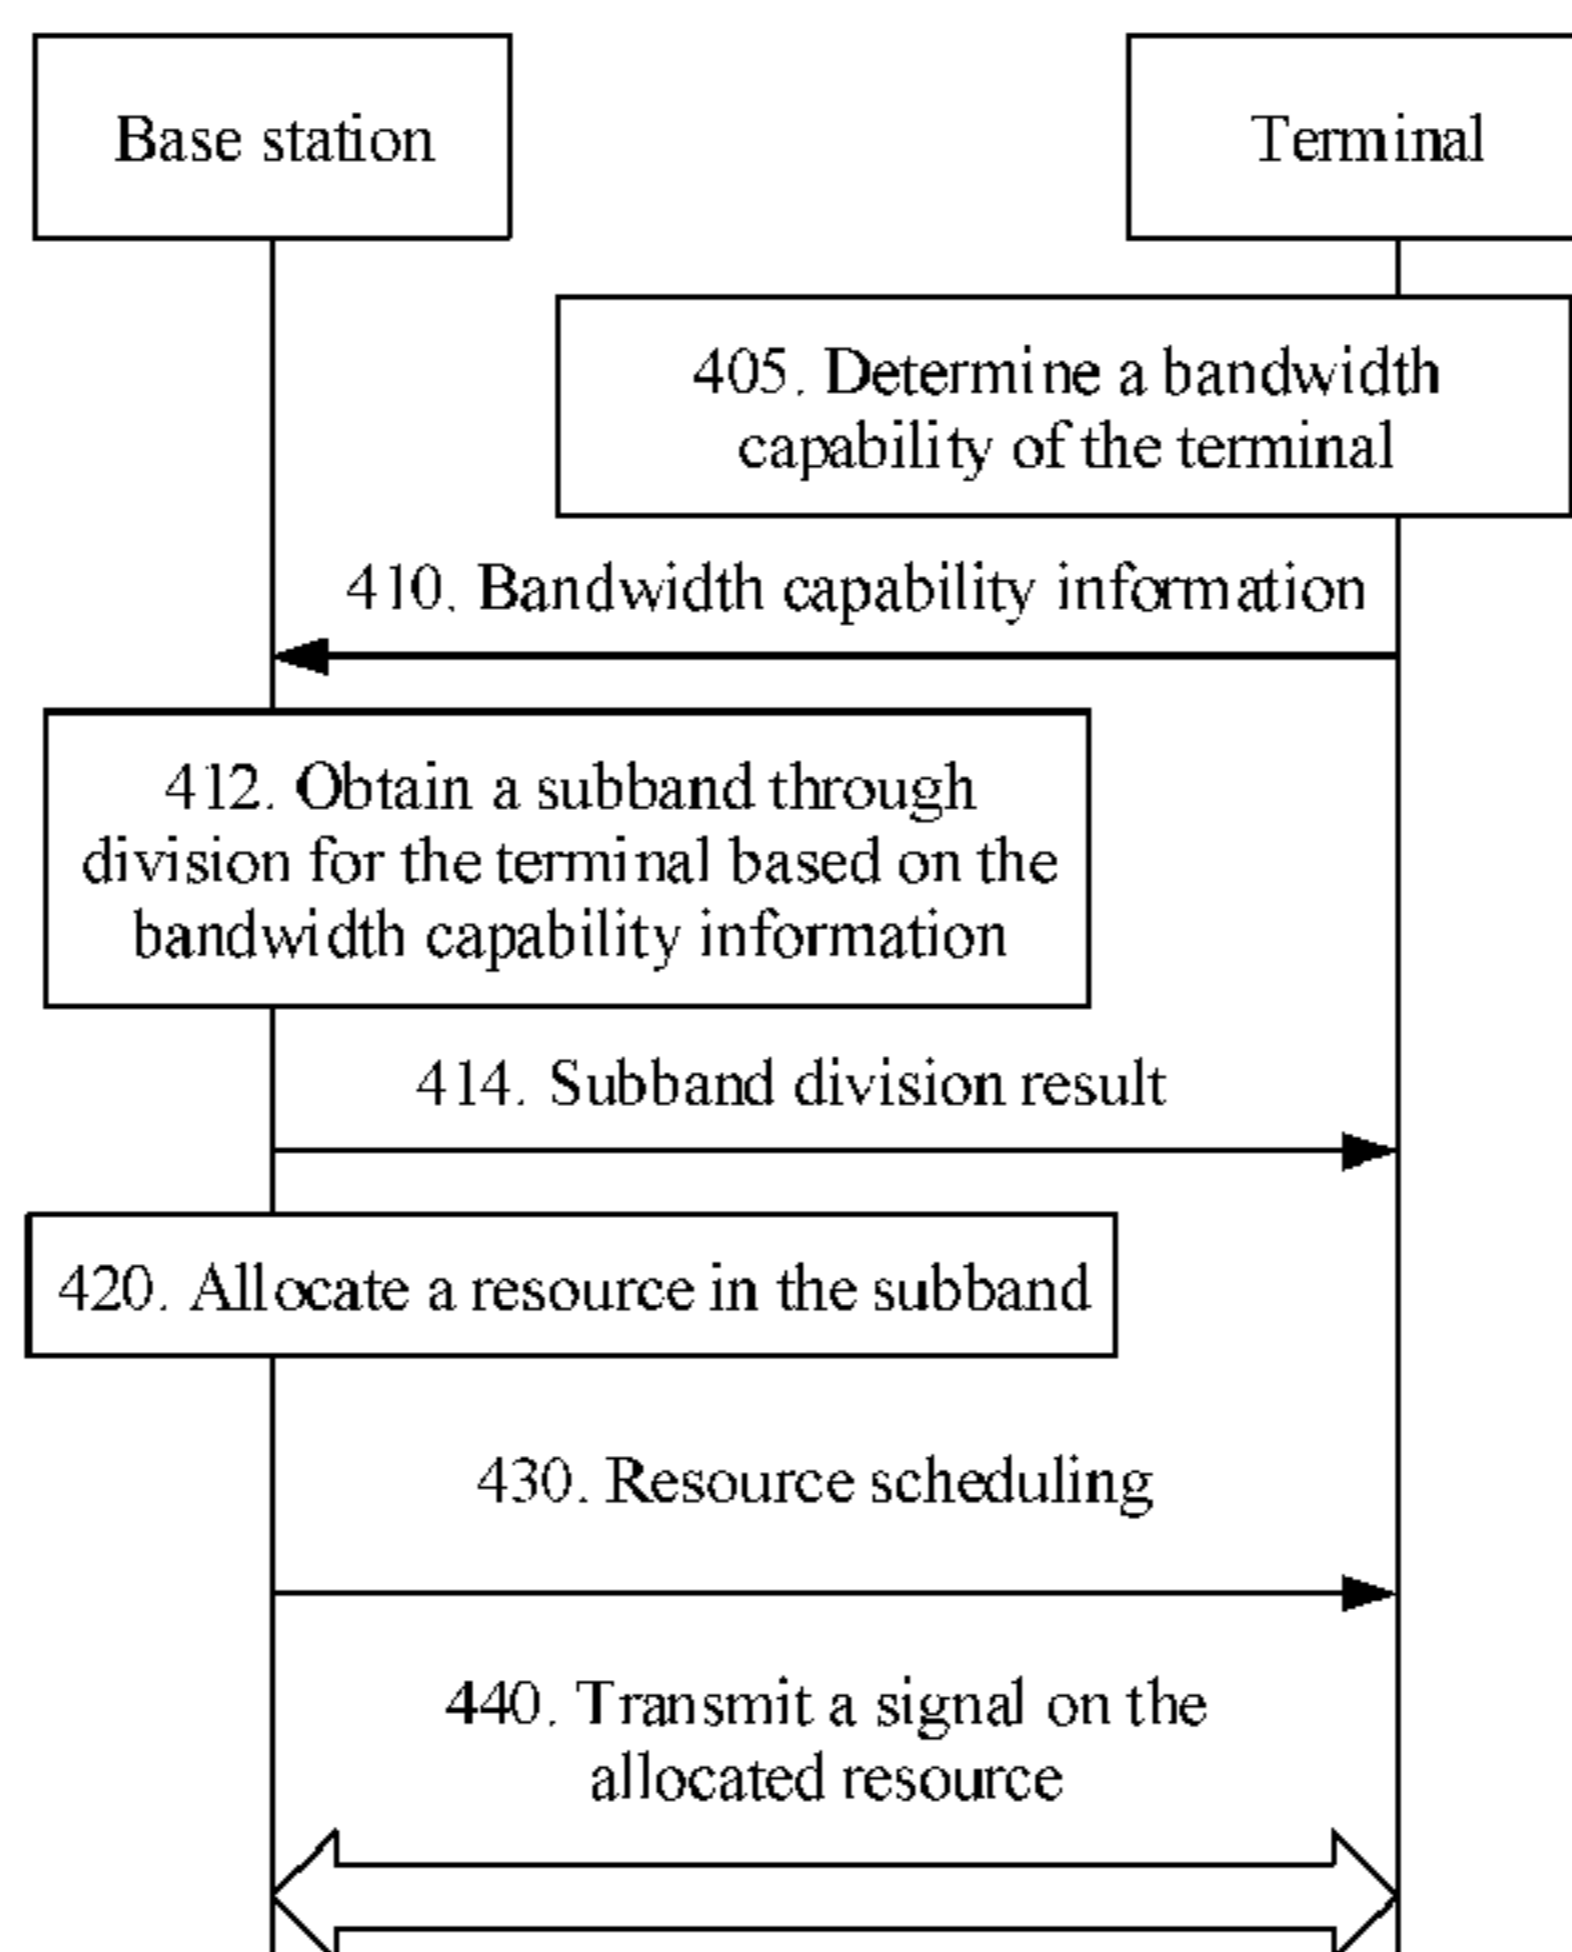 Base station
Terminal
405. Determine a bandwidth
capability of the terminal
410. Bandwidth capability information
412. Obtain a subband through
division for the terminal based on the
bandwidth capability information
414. Subband division result
420. Allocate a resource in the subband
430. Resource scheduling
440. Transmit a signal on the
allocated resource